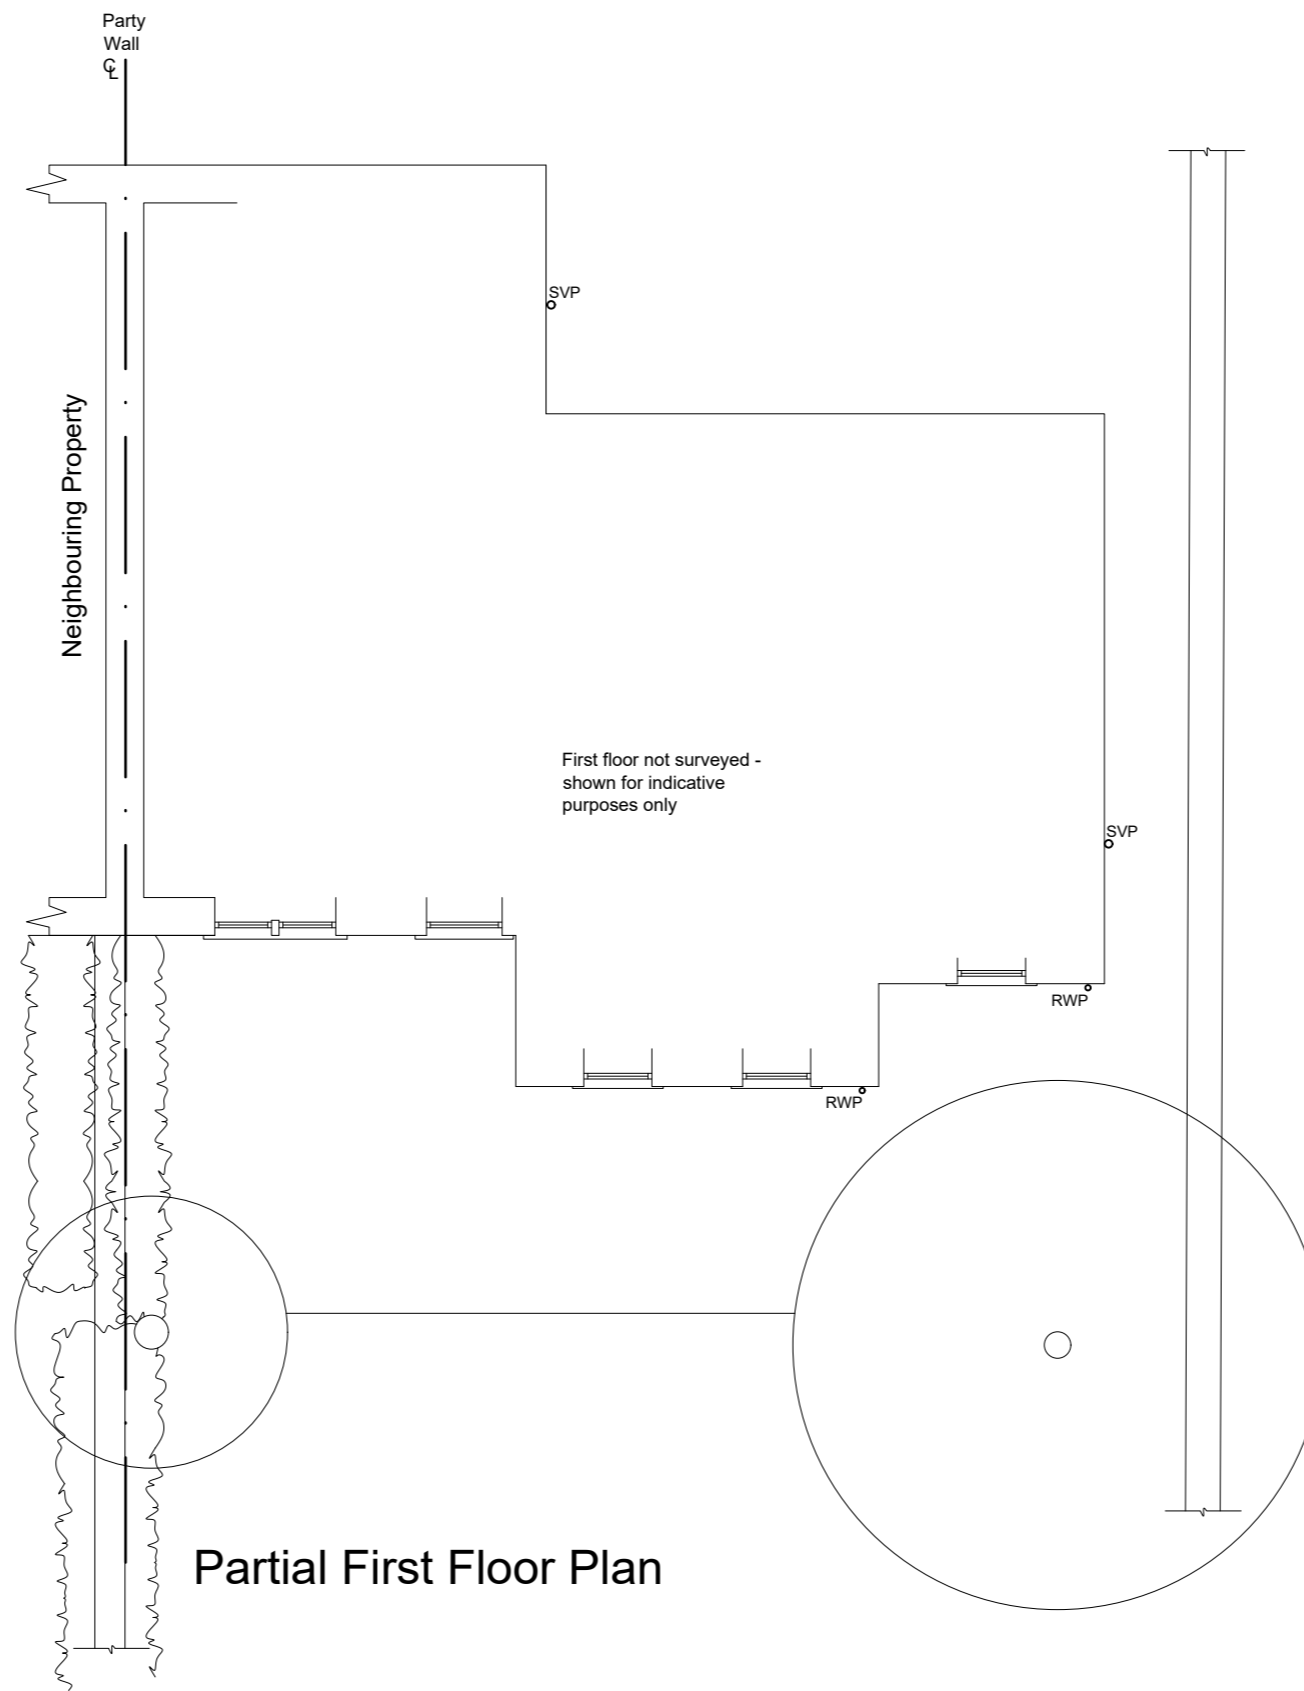 Party
Wall
℄
SVP
Neighbouring Property
First floor not surveyed -
shown for indicative
purposes only
SVP
RWP
RWP
Partial First Floor Plan